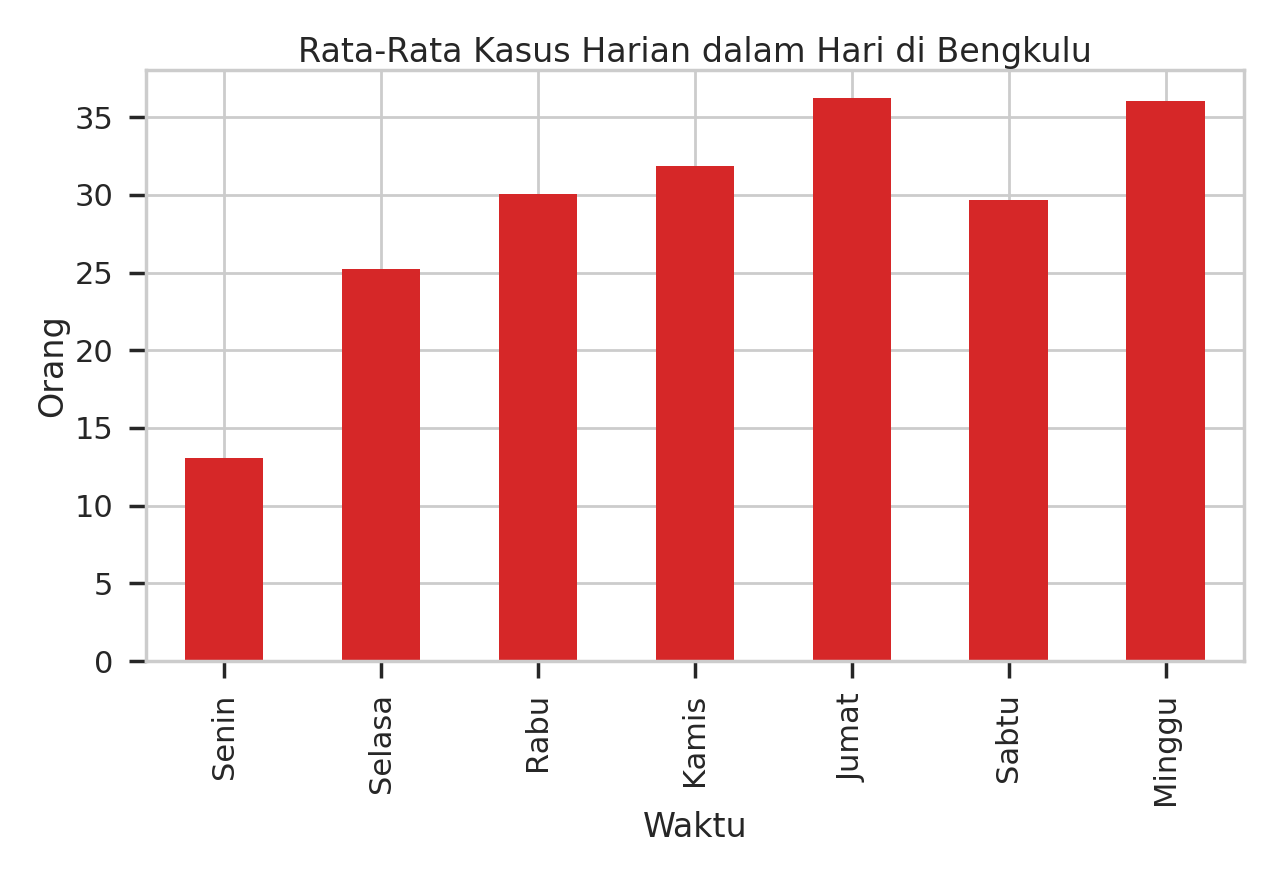 Rata-Rata Kasus Harian dalam Hari di Bengkulu
Orang
35
30
25
20
15
10
5
0
Senin
Selasa
Rabu
Kamis
Jumat
Sabtu
Minggu
Waktu